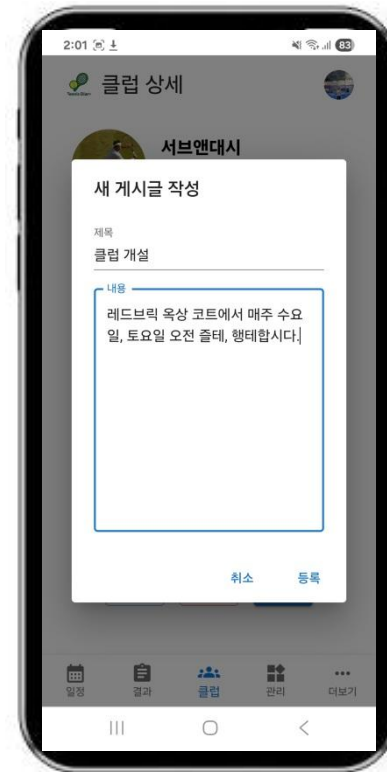 2:01
83
클럽 상세
서브앤대시
새 게시글 작성
제목
클럽 개설
내용
레드브릭 옥상 코트에서 매주 수요
일, 토요일 오전 즐테, 행테합시다.
취소
등록
일정
결과
클럽
관리
더보기